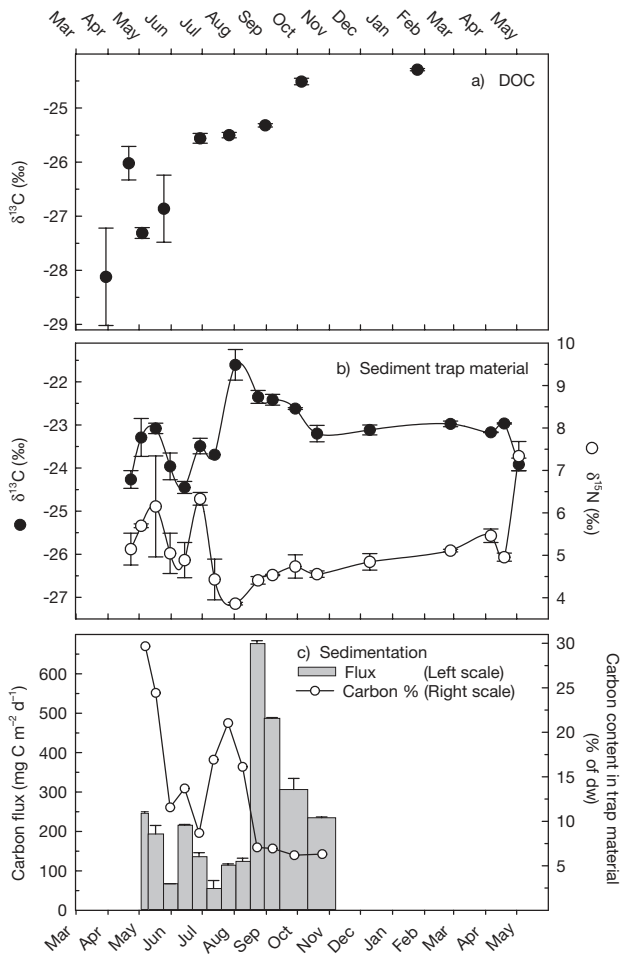 Mar Apr May Jun Jul Aug Sep Oct Nov Dec Jan Feb Mar Apr May
a) DOC
-25
-26
-27
-28
-29
δ13C (‰)
b) Sediment trap material
-22
-23
-24
-25
-26
-27
δ13C (‰)
10
9
8
7
6
5
4
δ15N
(‰)
c) Sedimentation
Flux (Left scale)
Carbon % (Right scale)
600
500
400
300
200
100
0
Carbon flux (mg C m–2 d–1)
30
25
20
15
10
5
0
Carbon content in trap material
(% of dw)
Mar Apr May Jun Jul Aug Sep Oct Nov Dec Jan Feb Mar Apr May